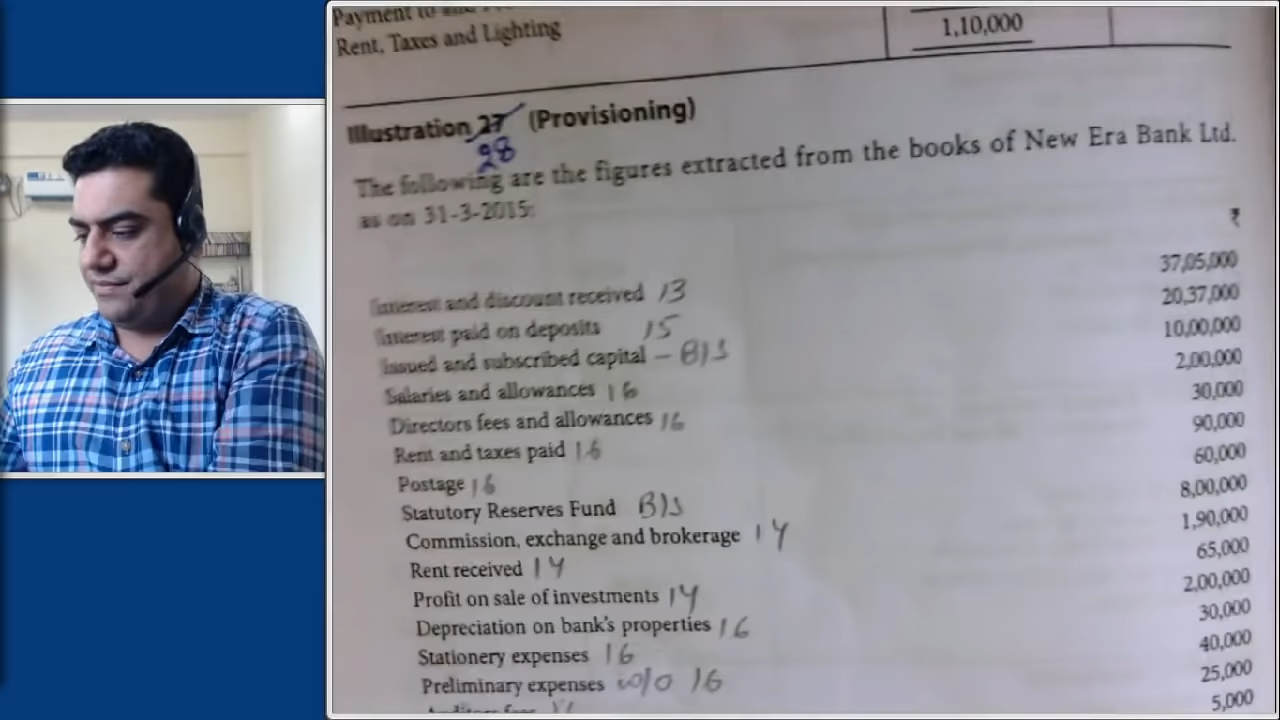 Payment to
Rent, Taxes and Lighting
1,10,000
Illustration 27 (Provisioning)
28
The following are the figures extracted from the books of New Era Bank Ltd.
as on 31-3-2015:
₹
Interest and discount received 13 37,05,000
Interest paid on deposits 15 20,37,000
Issued and subscribed capital – B/S 10,00,000
Salaries and allowances 16 2,00,000
Directors fees and allowances 16 30,000
Rent and taxes paid 16 90,000
Postage 16 60,000
Statutory Reserves Fund B/S 8,00,000
Commission, exchange and brokerage 14 1,90,000
Rent received 14 65,000
Profit on sale of investments 14 2,00,000
Depreciation on bank's properties 16 30,000
Stationery expenses 16 40,000
Preliminary expenses w/o 16 25,000
Auditors fees 5,000